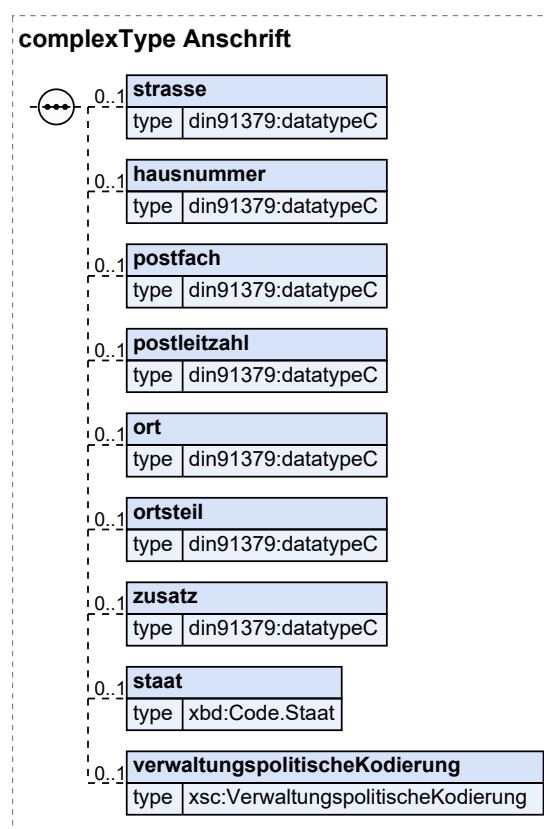 complexType Anschrift
0..1 strasse
type din91379:datatypeC
0..1 hausnummer
type din91379:datatypeC
0..1 postfach
type din91379:datatypeC
0..1 postleitzahl
type din91379:datatypeC
0..1 ort
type din91379:datatypeC
0..1 ortsteil
type din91379:datatypeC
0..1 zusatz
type din91379:datatypeC
0..1 staat
type xbd:Code.Staat
0..1 verwaltungspolitischeKodierung
type xsc:VerwaltungspolitischeKodierung